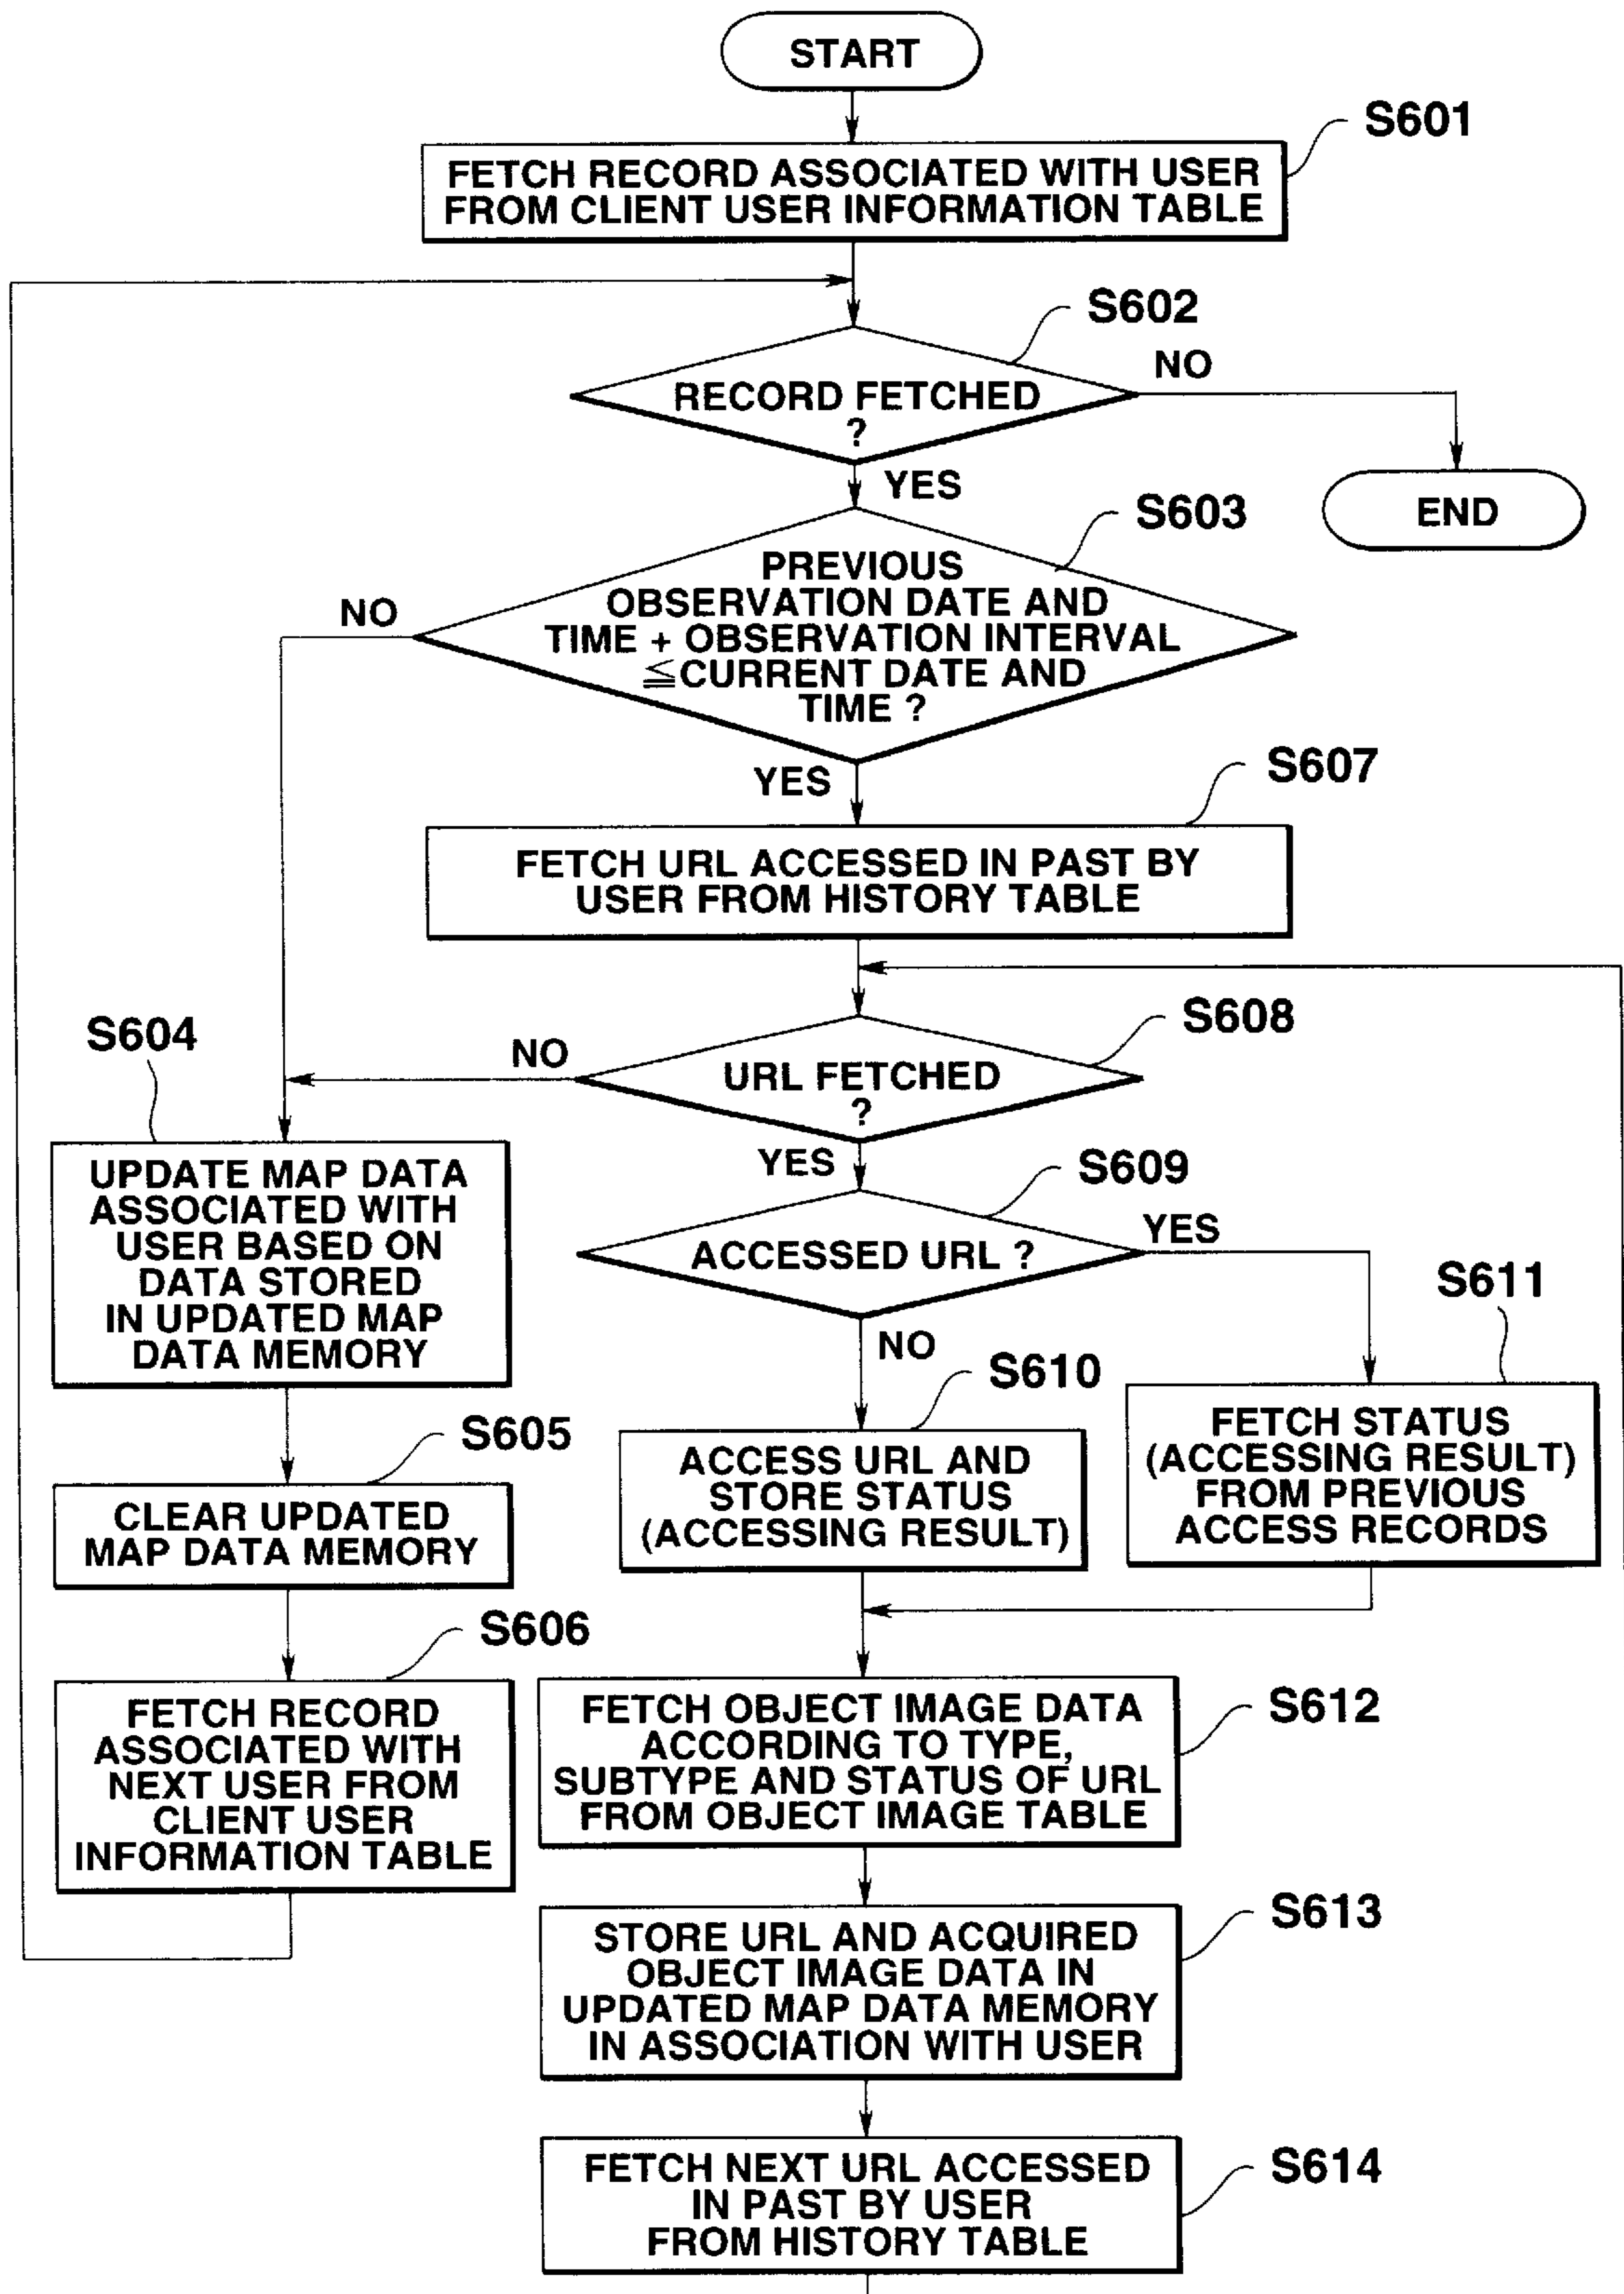 START
S601
FETCH RECORD ASSOCIATED WITH USER
FROM CLIENT USER INFORMATION TABLE
S602
NO
RECORD FETCHED
?
YES
END
S603
NO
PREVIOUS
OBSERVATION DATE AND
TIME + OBSERVATION INTERVAL
≦CURRENT DATE AND
TIME ?
YES
S607
FETCH URL ACCESSED IN PAST BY
USER FROM HISTORY TABLE
S608
NO
URL FETCHED
?
YES
S604
UPDATE MAP DATA
ASSOCIATED WITH
USER BASED ON
DATA STORED
IN UPDATED MAP
DATA MEMORY
S609
YES
ACCESSED URL ?
NO
S611
FETCH STATUS
(ACCESSING RESULT)
FROM PREVIOUS
ACCESS RECORDS
S610
ACCESS URL AND
STORE STATUS
(ACCESSING RESULT)
S605
CLEAR UPDATED
MAP DATA MEMORY
S606
FETCH RECORD
ASSOCIATED WITH
NEXT USER FROM
CLIENT USER
INFORMATION TABLE
S612
FETCH OBJECT IMAGE DATA
ACCORDING TO TYPE,
SUBTYPE AND STATUS OF URL
FROM OBJECT IMAGE TABLE
S613
STORE URL AND ACQUIRED
OBJECT IMAGE DATA IN
UPDATED MAP DATA MEMORY
IN ASSOCIATION WITH USER
S614
FETCH NEXT URL ACCESSED
IN PAST BY USER
FROM HISTORY TABLE